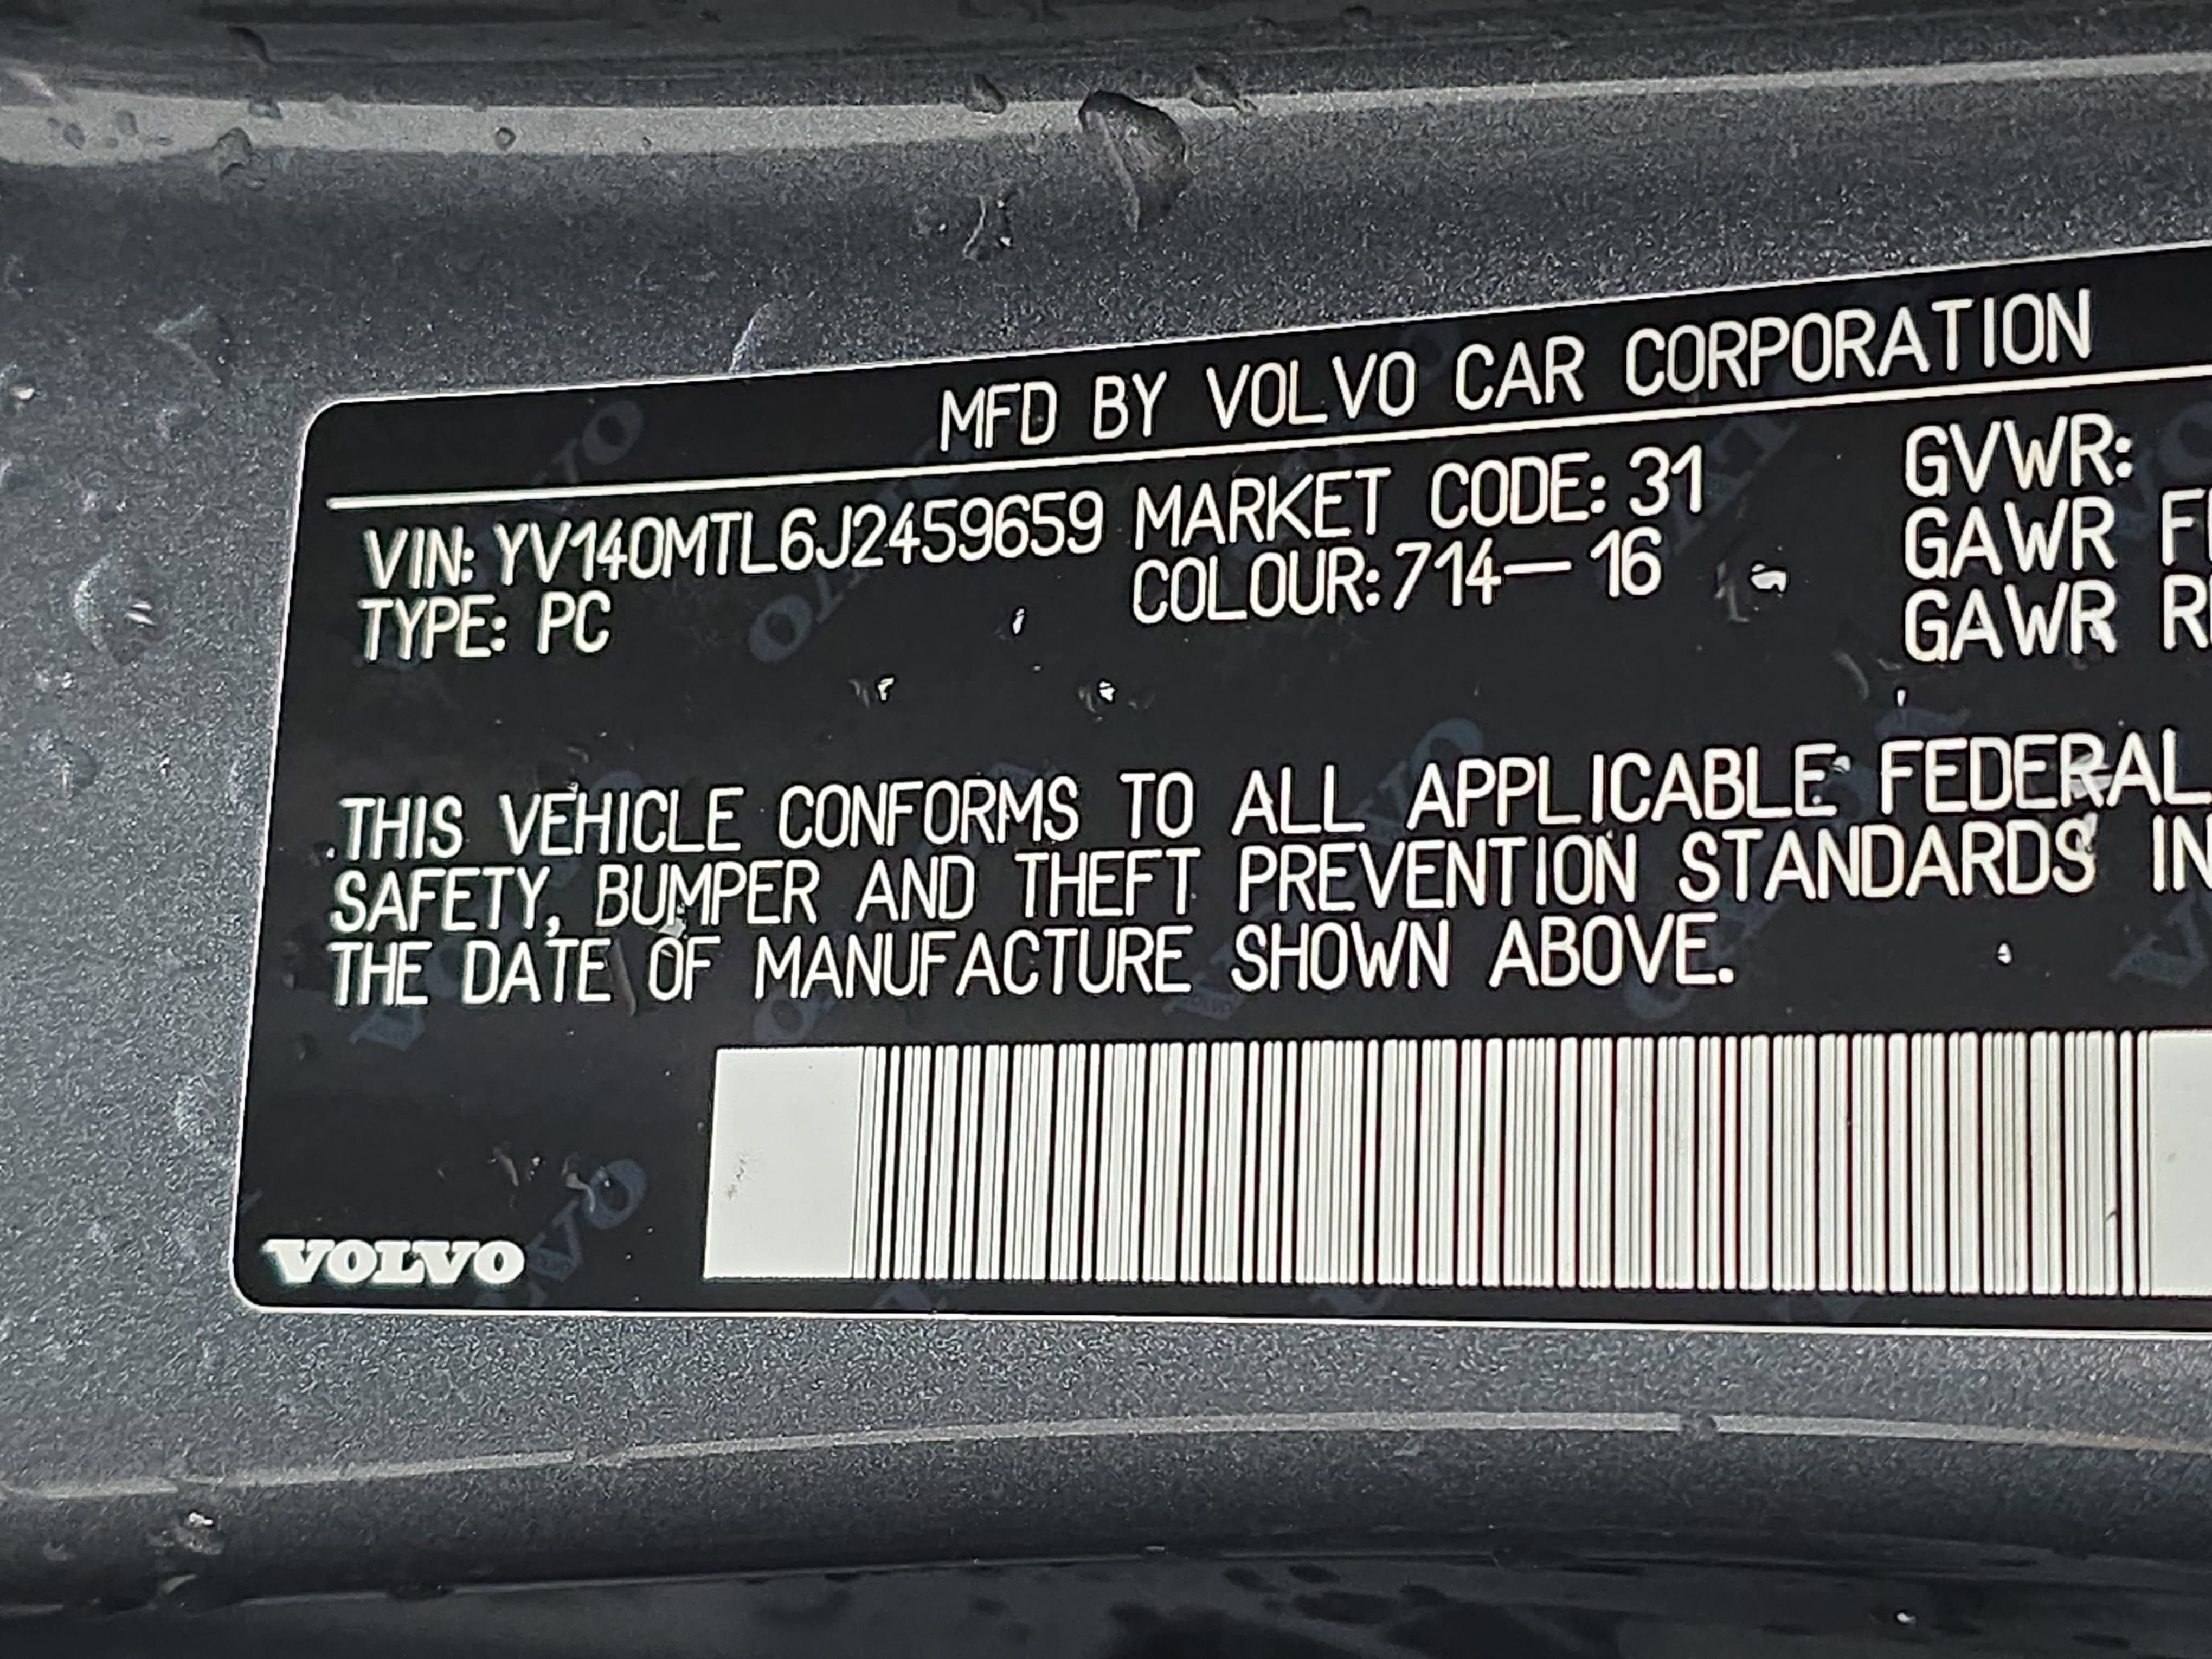 MFD BY VOLVO CAR CORPORATION
VIN: YV140MTL6J2459659 MARKET CODE: 31 GVWR:
TYPE: PC COLOUR: 714-16 GAWR
GAWR R
THIS VEHICLE CONFORMS TO ALL APPLICABLE FEDERAL
SAFETY, BUMPER AND THEFT PREVENTION STANDARDS IN
THE DATE OF MANUFACTURE SHOWN ABOVE.
VOLVO